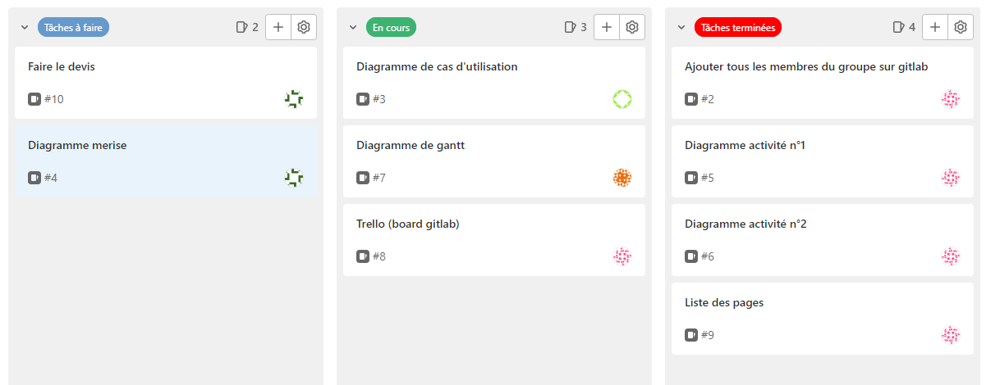 Tâches à faire
2
Faire le devis
#10
Diagramme merise
#4
En cours
3
Diagramme de cas d'utilisation
#3
Diagramme de gantt
#7
Trello (board gitlab)
#8
Tâches terminées
4
Ajouter tous les membres du groupe sur gitlab
#2
Diagramme activité n°1
#5
Diagramme activité n°2
#6
Liste des pages
#9